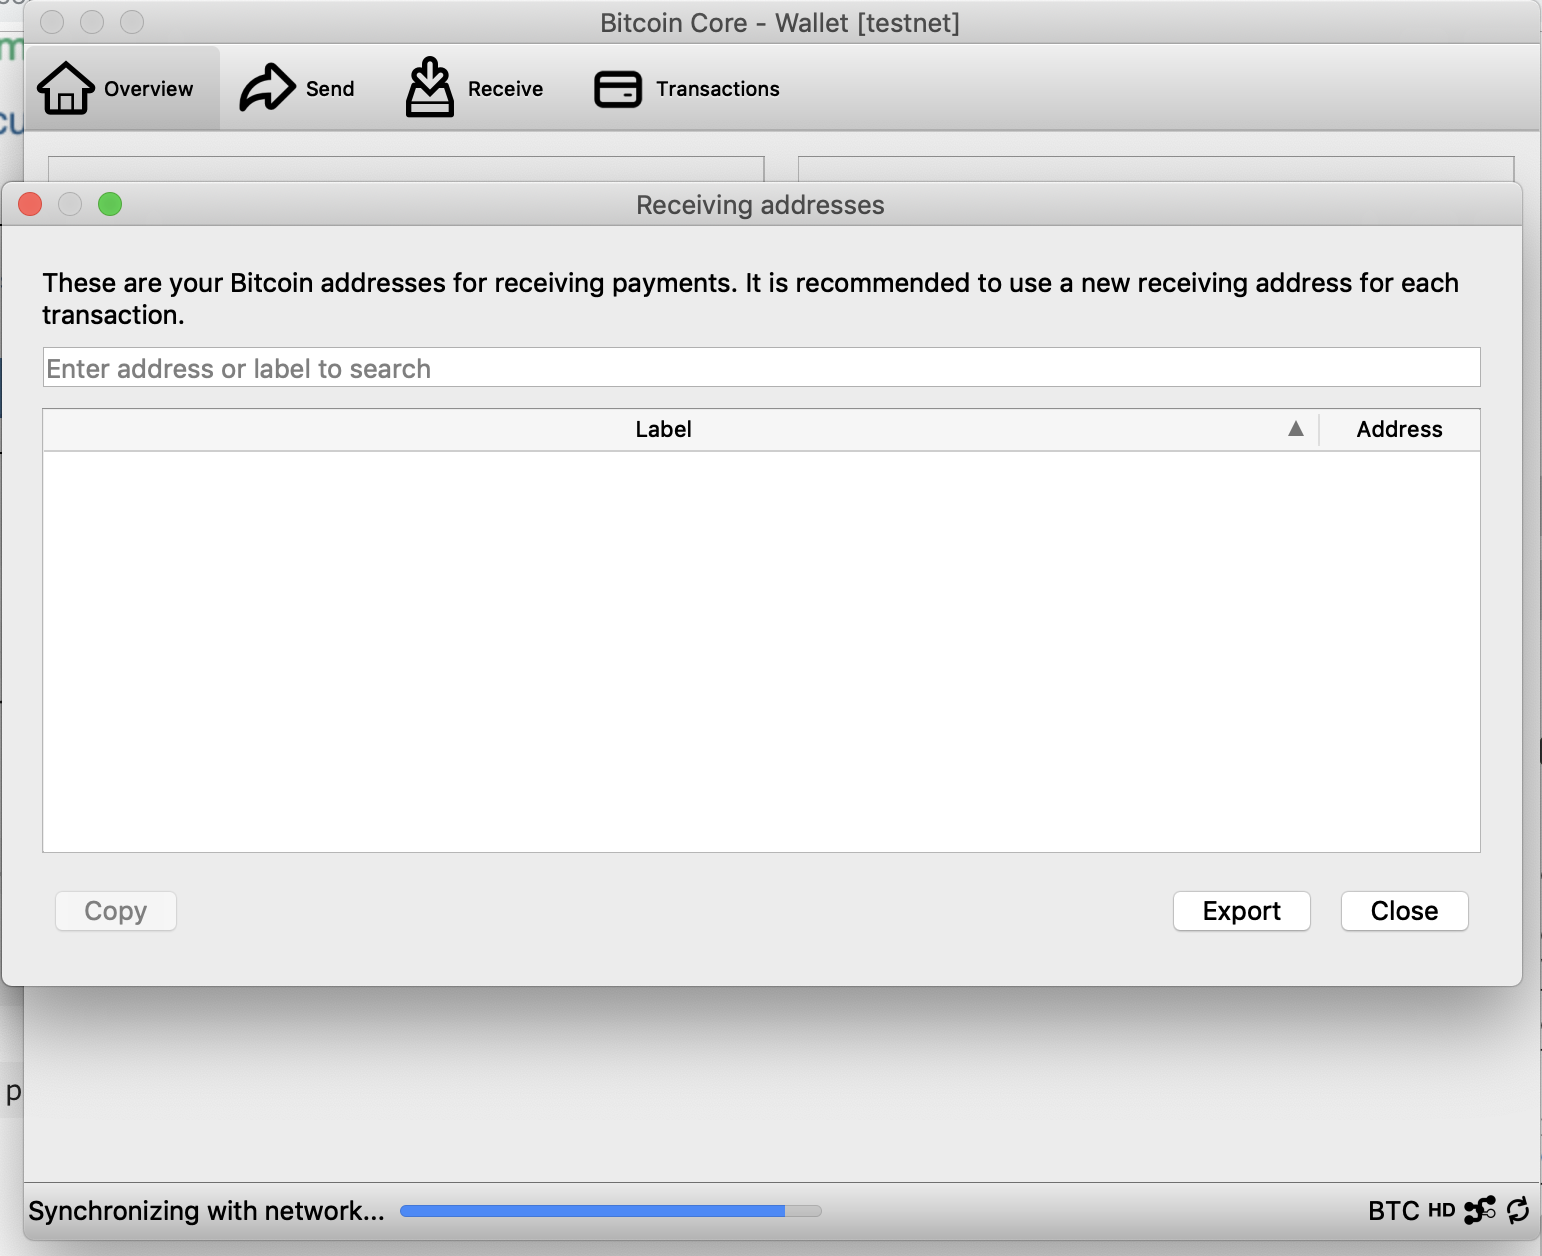 Bitcoin Core - Wallet [testnet]
Overview
Send
Receive
Transactions
Receiving addresses
These are your Bitcoin addresses for receiving payments. It is recommended to use a new receiving address for each
transaction.
Enter address or label to search
Label
Address
Copy
Export
Close
p
Synchronizing with network...
BTC HD